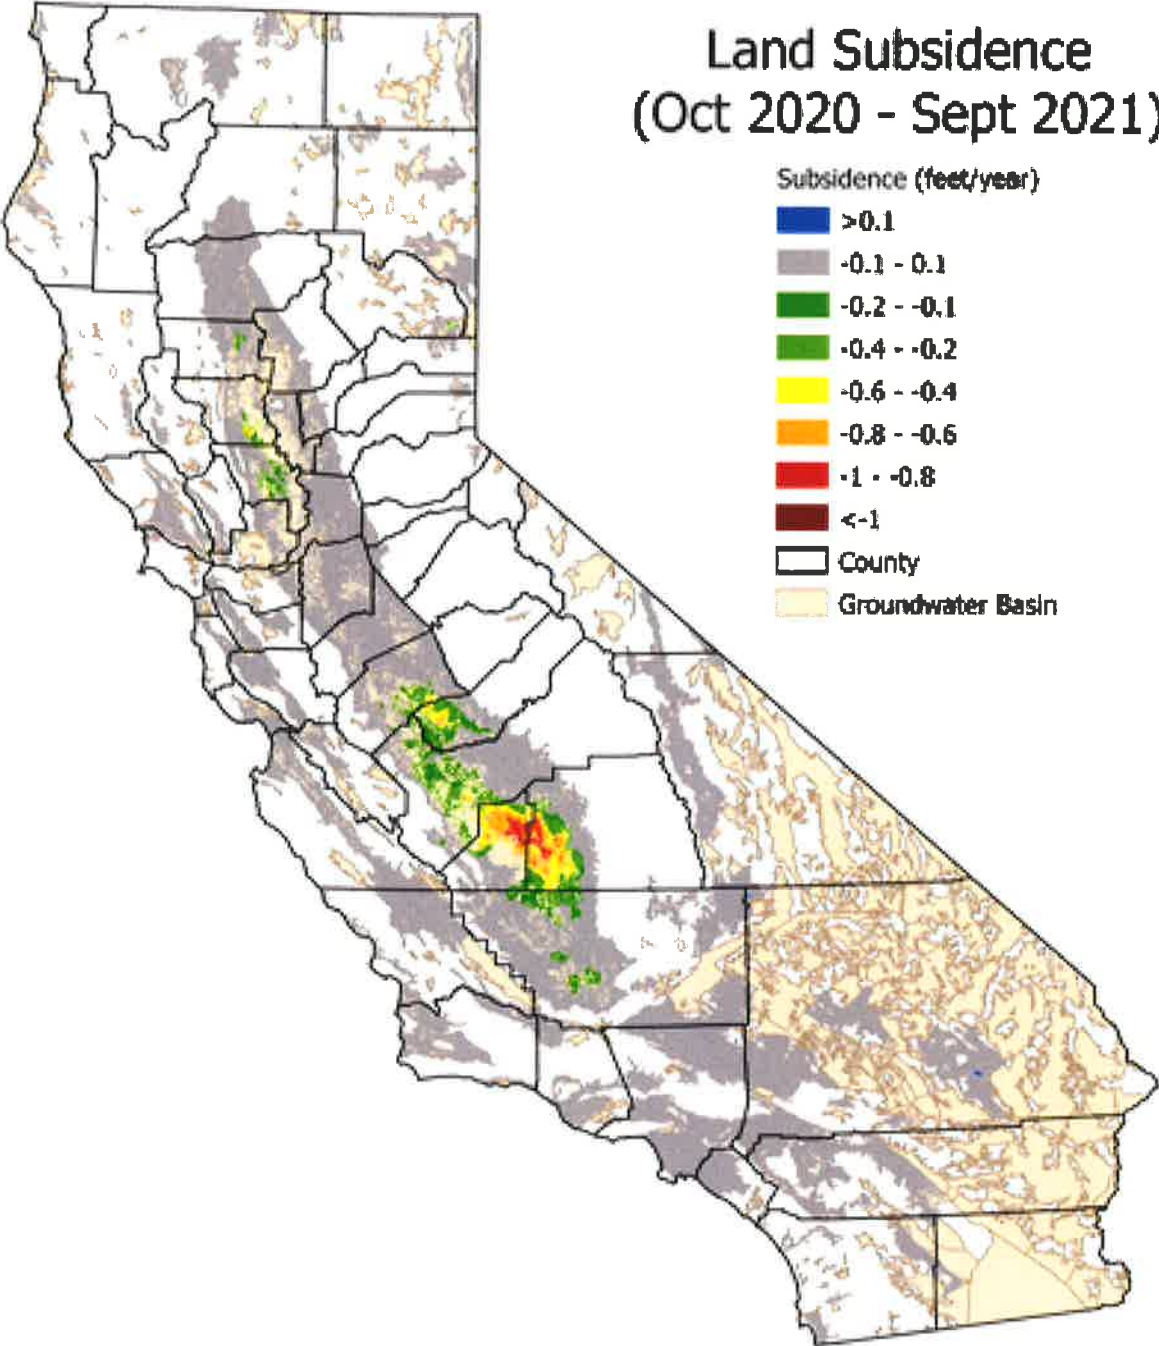 Land Subsidence
(Oct 2020 - Sept 2021)
Subsidence (feet/year)
>0.1
-0.1 - 0.1
-0.2 - -0.1
-0.4 - -0.2
-0.6 - -0.4
-0.8 - -0.6
-1 - -0.8
<-1
County
Groundwater Basin